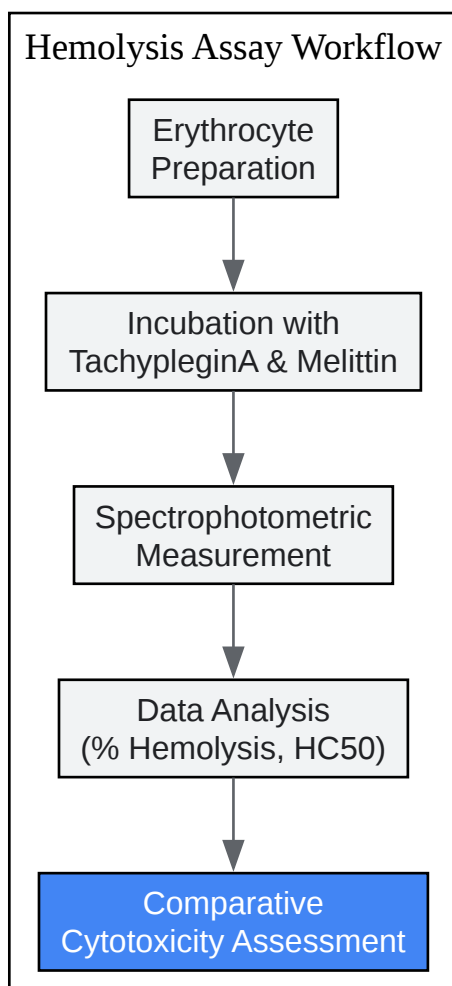 Hemolysis Assay Workflow
Erythrocyte
Preparation
Incubation with
TachypleginA & Melittin
Spectrophotometric
Measurement
Data Analysis
(% Hemolysis, HC50)
Comparative
Cytotoxicity Assessment